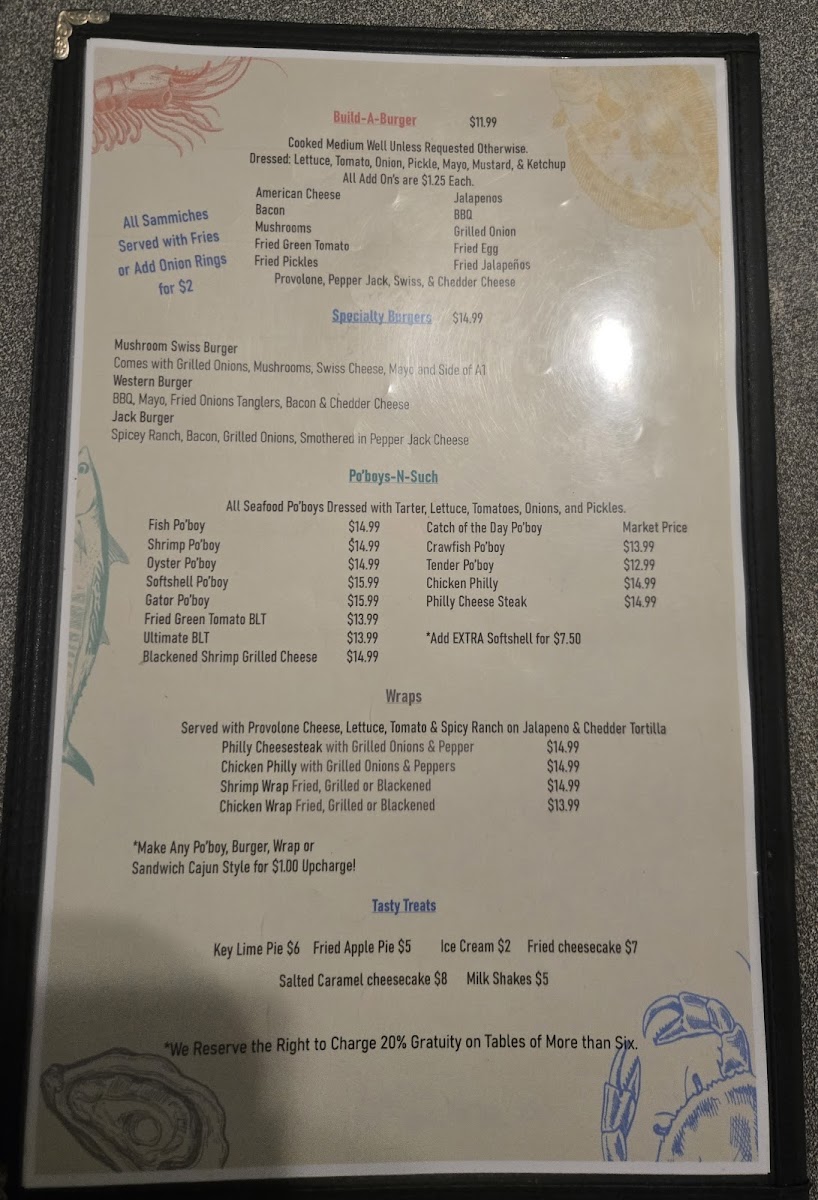 Build-A-Burger $11.99
Cooked Medium Well Unless Requested Otherwise.
Dressed: Lettuce, Tomato, Onion, Pickle, Mayo, Mustard, & Ketchup
All Add On's are $1.25 Each.
American Cheese Jalapenos
Bacon BBQ
Mushrooms Grilled Onion
Fried Green Tomato Fried Egg
Fried Pickles Fried Jalapeños
Provolone, Pepper Jack, Swiss, & Chedder Cheese
All Sammiches
Served with Fries
or Add Onion Rings
for $2
Specialty Burgers $14.99
Mushroom Swiss Burger
Comes with Grilled Onions, Mushrooms, Swiss Cheese, Mayo and Side of A1
Western Burger
BBQ, Mayo, Fried Onions Tanglers, Bacon & Chedder Cheese
Jack Burger
Spicey Ranch, Bacon, Grilled Onions, Smothered in Pepper Jack Cheese
Po'boys-N-Such
All Seafood Po'boys Dressed with Tarter, Lettuce, Tomatoes, Onions, and Pickles.
Fish Po'boy $14.99 Catch of the Day Po'boy Market Price
Shrimp Po'boy $14.99 Crawfish Po'boy $13.99
Oyster Po'boy $14.99 Tender Po'boy $12.99
Softshell Po'boy $15.99 Chicken Philly $14.99
Gator Po'boy $15.99 Philly Cheese Steak $14.99
Fried Green Tomato BLT $13.99
Ultimate BLT $13.99 *Add EXTRA Softshell for $7.50
Blackened Shrimp Grilled Cheese $14.99
Wraps
Served with Provolone Cheese, Lettuce, Tomato & Spicy Ranch on Jalapeno & Chedder Tortilla
Philly Cheesesteak with Grilled Onions & Pepper $14.99
Chicken Philly with Grilled Onions & Peppers $14.99
Shrimp Wrap Fried, Grilled or Blackened $14.99
Chicken Wrap Fried, Grilled or Blackened $13.99
*Make Any Po'boy, Burger, Wrap or
Sandwich Cajun Style for $1.00 Upcharge!
Tasty Treats
Key Lime Pie $6 Fried Apple Pie $5 Ice Cream $2 Fried cheesecake $7
Salted Caramel cheesecake $8 Milk Shakes $5
*We Reserve the Right to Charge 20% Gratuity on Tables of More than Six.